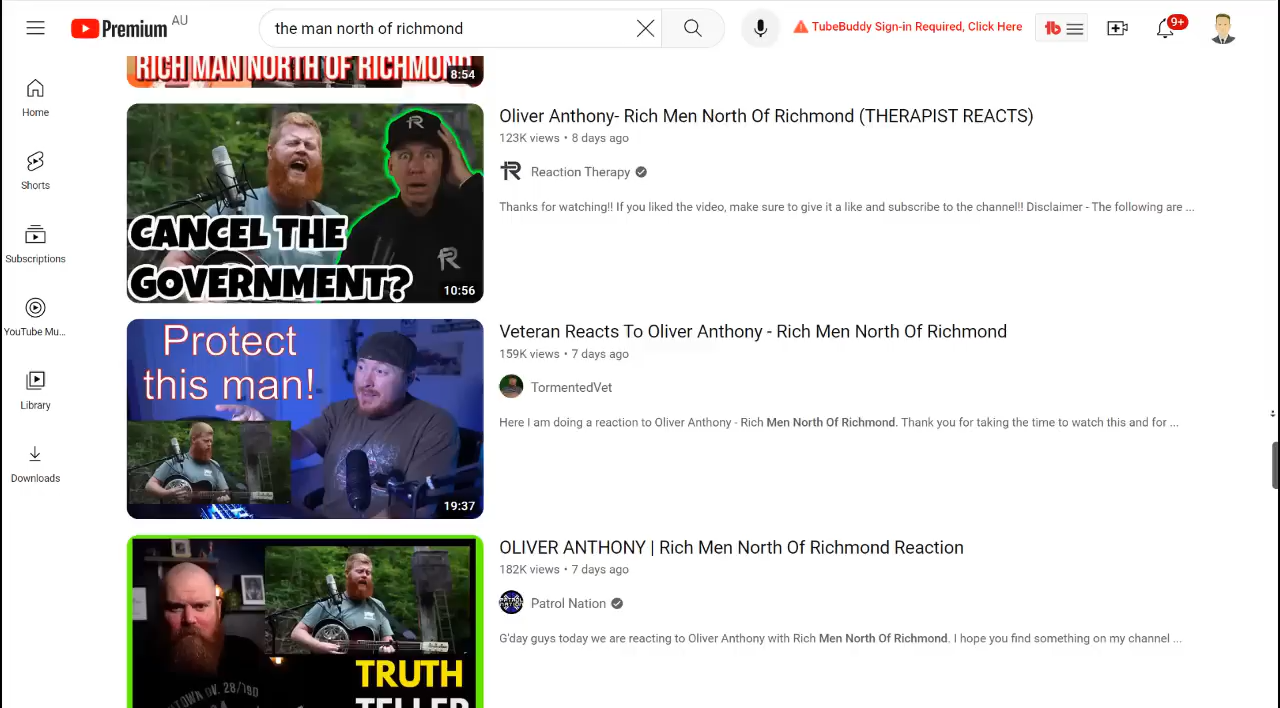 Premium AU
the man north of richmond
TubeBuddy Sign-in Required, Click Here
tb
9+
Home
Shorts
Subscriptions
YouTube Mu...
Library
Downloads
RICH MAN NORTH OF RICHMOND
8:54
CANCEL THE
GOVERNMENT?
10:56
Oliver Anthony- Rich Men North Of Richmond (THERAPIST REACTS)
123K views • 8 days ago
Reaction Therapy
Thanks for watching!! If you liked the video, make sure to give it a like and subscribe to the channel!! Disclaimer - The following are ...
Protect
this man!
19:37
Veteran Reacts To Oliver Anthony - Rich Men North Of Richmond
159K views • 7 days ago
TormentedVet
Here I am doing a reaction to Oliver Anthony - Rich Men North Of Richmond. Thank you for taking the time to watch this and for ...
TRUTH
TELLER
OLIVER ANTHONY | Rich Men North Of Richmond Reaction
182K views • 7 days ago
Patrol Nation
G'day guys today we are reacting to Oliver Anthony with Rich Men North Of Richmond. I hope you find something on my channel ...